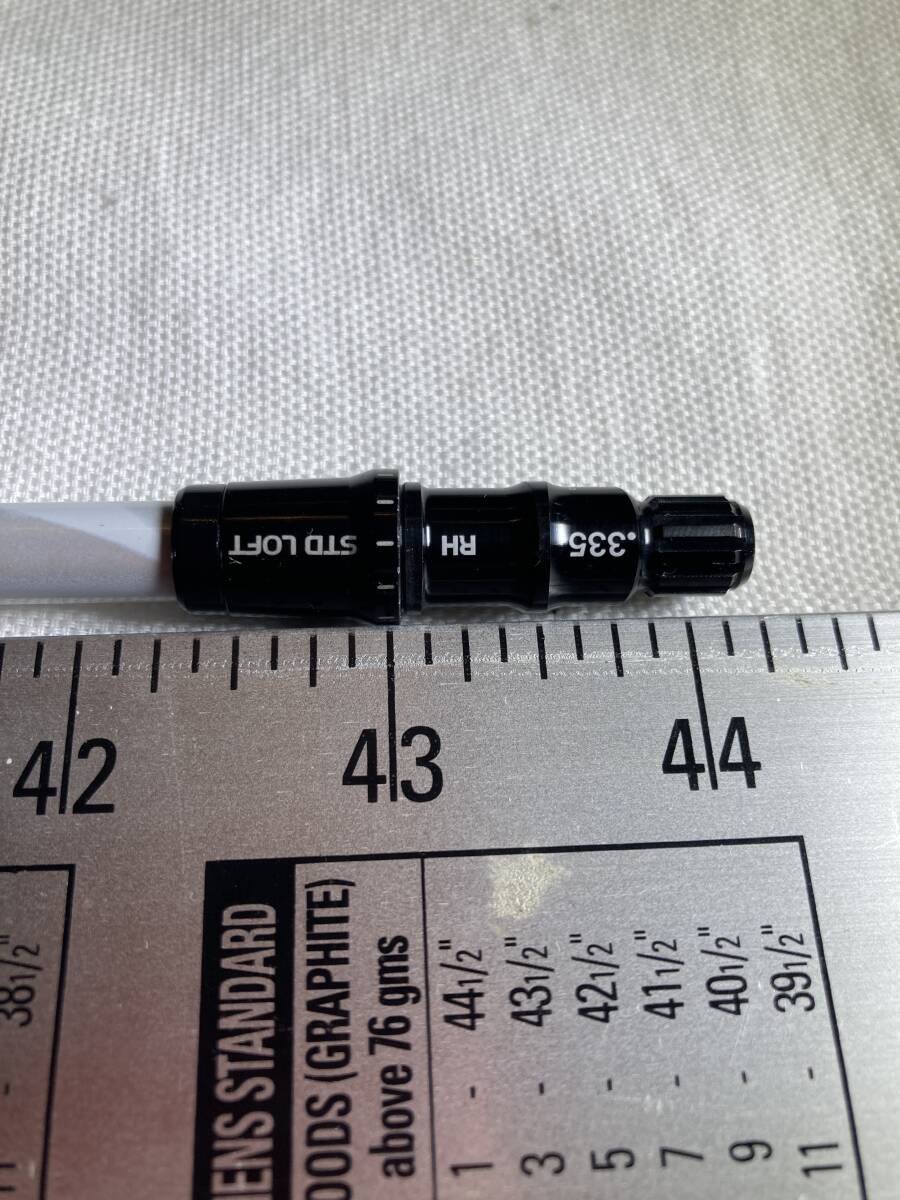 STD LOFT
RH
.335
42
43
44
38 1/2"
ENS STANDARD
OODS (GRAPHITE)
above 76 gms
1 - 44 1/2"
3 - 43 1/2"
5 - 42 1/2"
7 - 41 1/2"
9 - 40 1/2"
11 - 39 1/2"